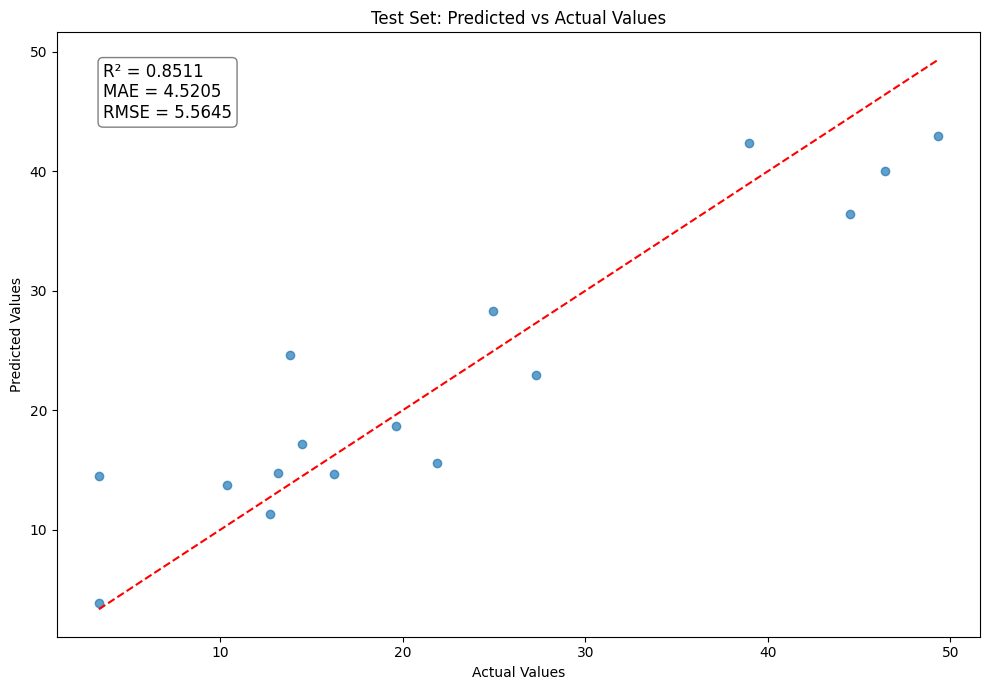 Test Set: Predicted vs Actual Values
50
R² = 0.8511
MAE = 4.5205
RMSE = 5.5645
40
30
20
10
Predicted Values
10 20 30 40 50
Actual Values